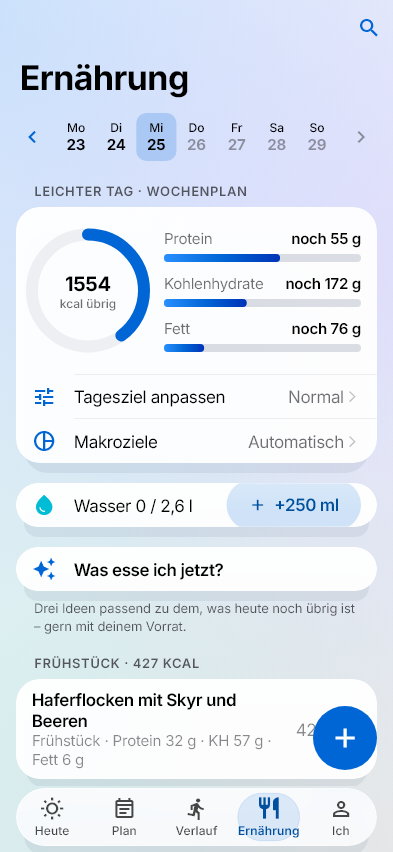 Ernährung
Mo Di Mi Do Fr Sa So
23 24 25 26 27 28 29
LEICHTER TAG · WOCHENPLAN
1554
kcal übrig
Protein noch 55 g
Kohlenhydrate noch 172 g
Fett noch 76 g
Tagesziel anpassen Normal
Makroziele Automatisch
Wasser 0 / 2,6 l + +250 ml
Was esse ich jetzt?
Drei Ideen passend zu dem, was heute noch übrig ist
– gern mit deinem Vorrat.
FRÜHSTÜCK · 427 KCAL
Haferflocken mit Skyr und
Beeren
Frühstück · Protein 32 g · KH 57 g ·
Fett 6 g
Heute Plan Verlauf Ernährung Ich